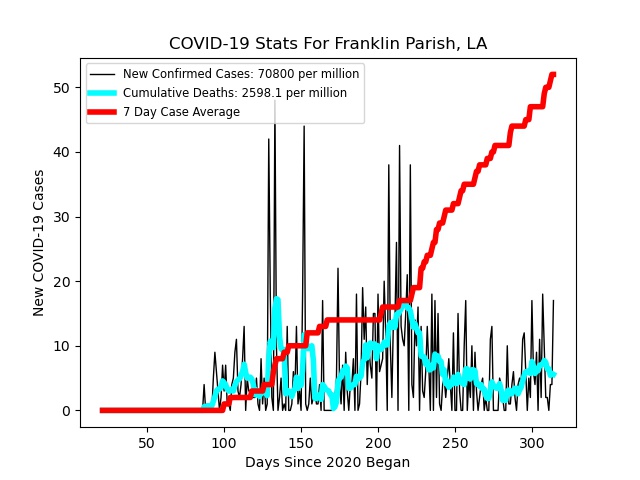 COVID-19 Stats For Franklin Parish, LA
New Confirmed Cases: 70800 per million
Cumulative Deaths: 2598.1 per million
7 Day Case Average
New COVID-19 Cases
50
40
30
20
10
0
50 100 150 200 250 300
Days Since 2020 Began